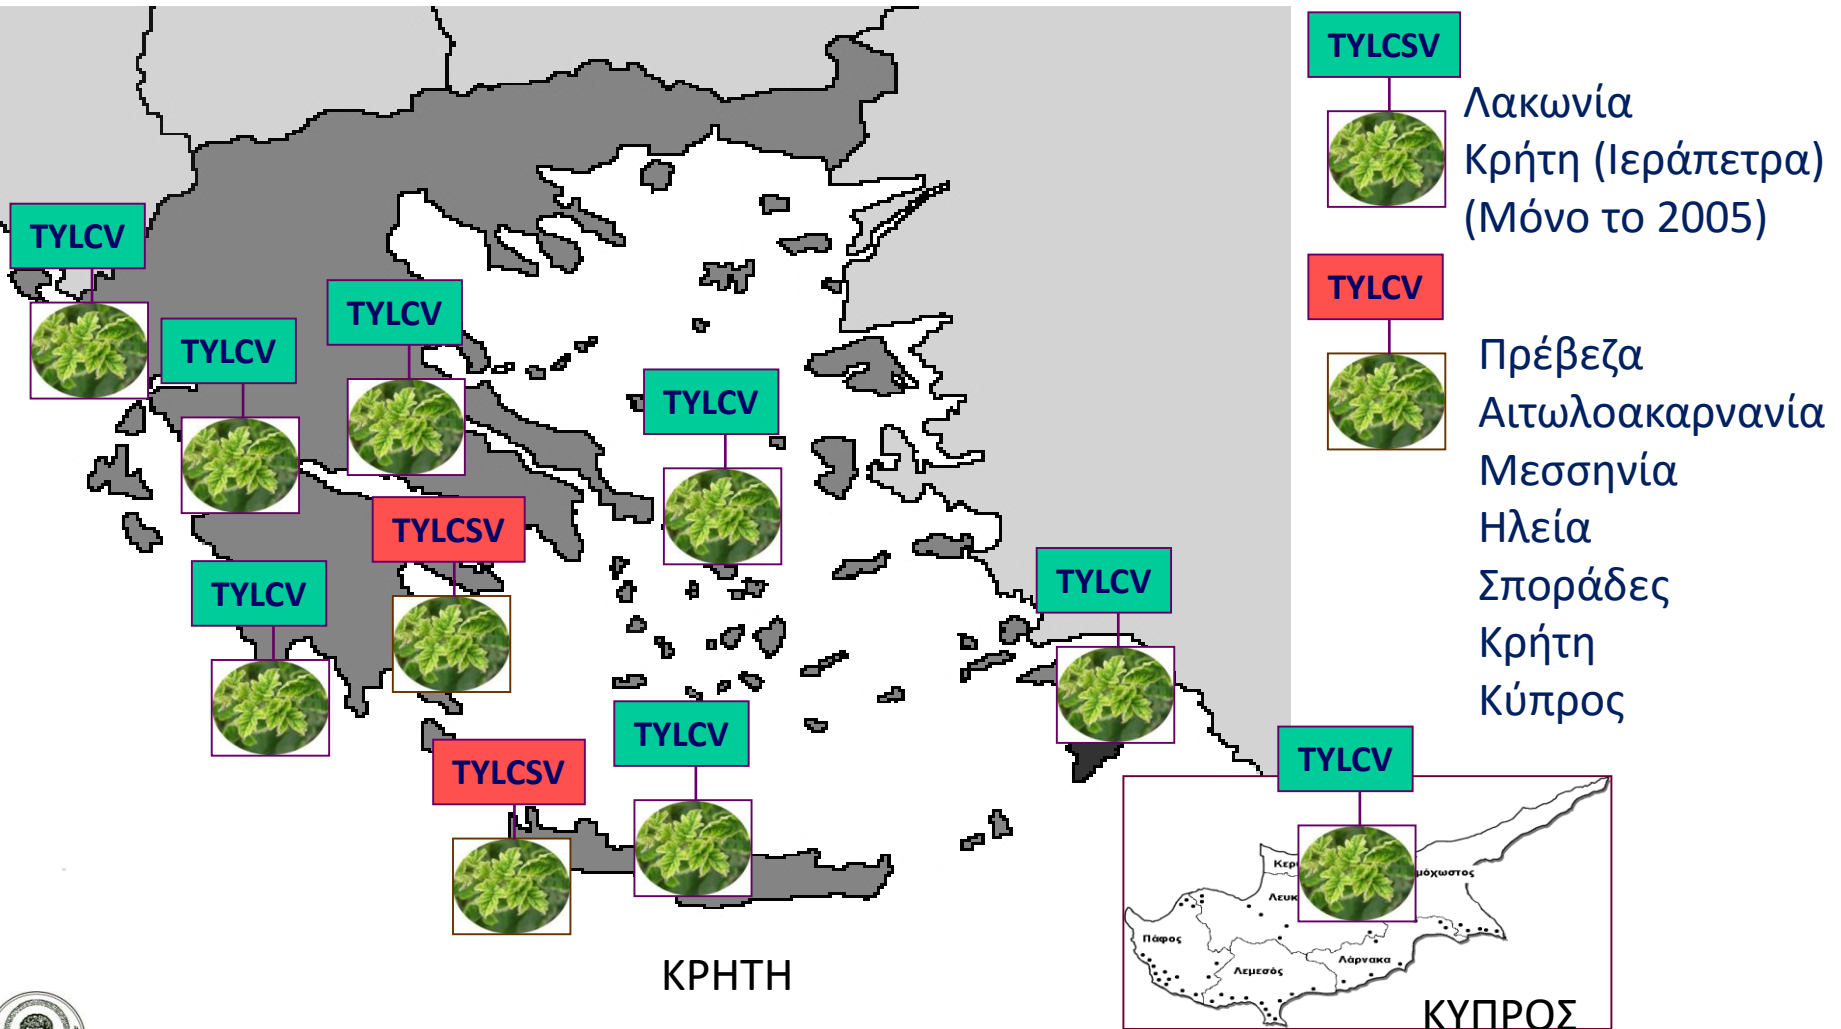 TYLCSV
Λακωνία
Κρήτη (Ιεράπετρα)
(Μόνο το 2005)
TYLCV
Πρέβεζα
Αιτωλοακαρνανία
Μεσσηνία
Ηλεία
Σποράδες
Κρήτη
Κύπρος
TYLCV
TYLCV
TYLCV
TYLCV
TYLCSV
TYLCV
TYLCV
TYLCV
TYLCSV
TYLCV
Πάφος
Λεμεσός
Λάρνακα
ΚΡΗΤΗ
ΚΥΠΡΟΣ